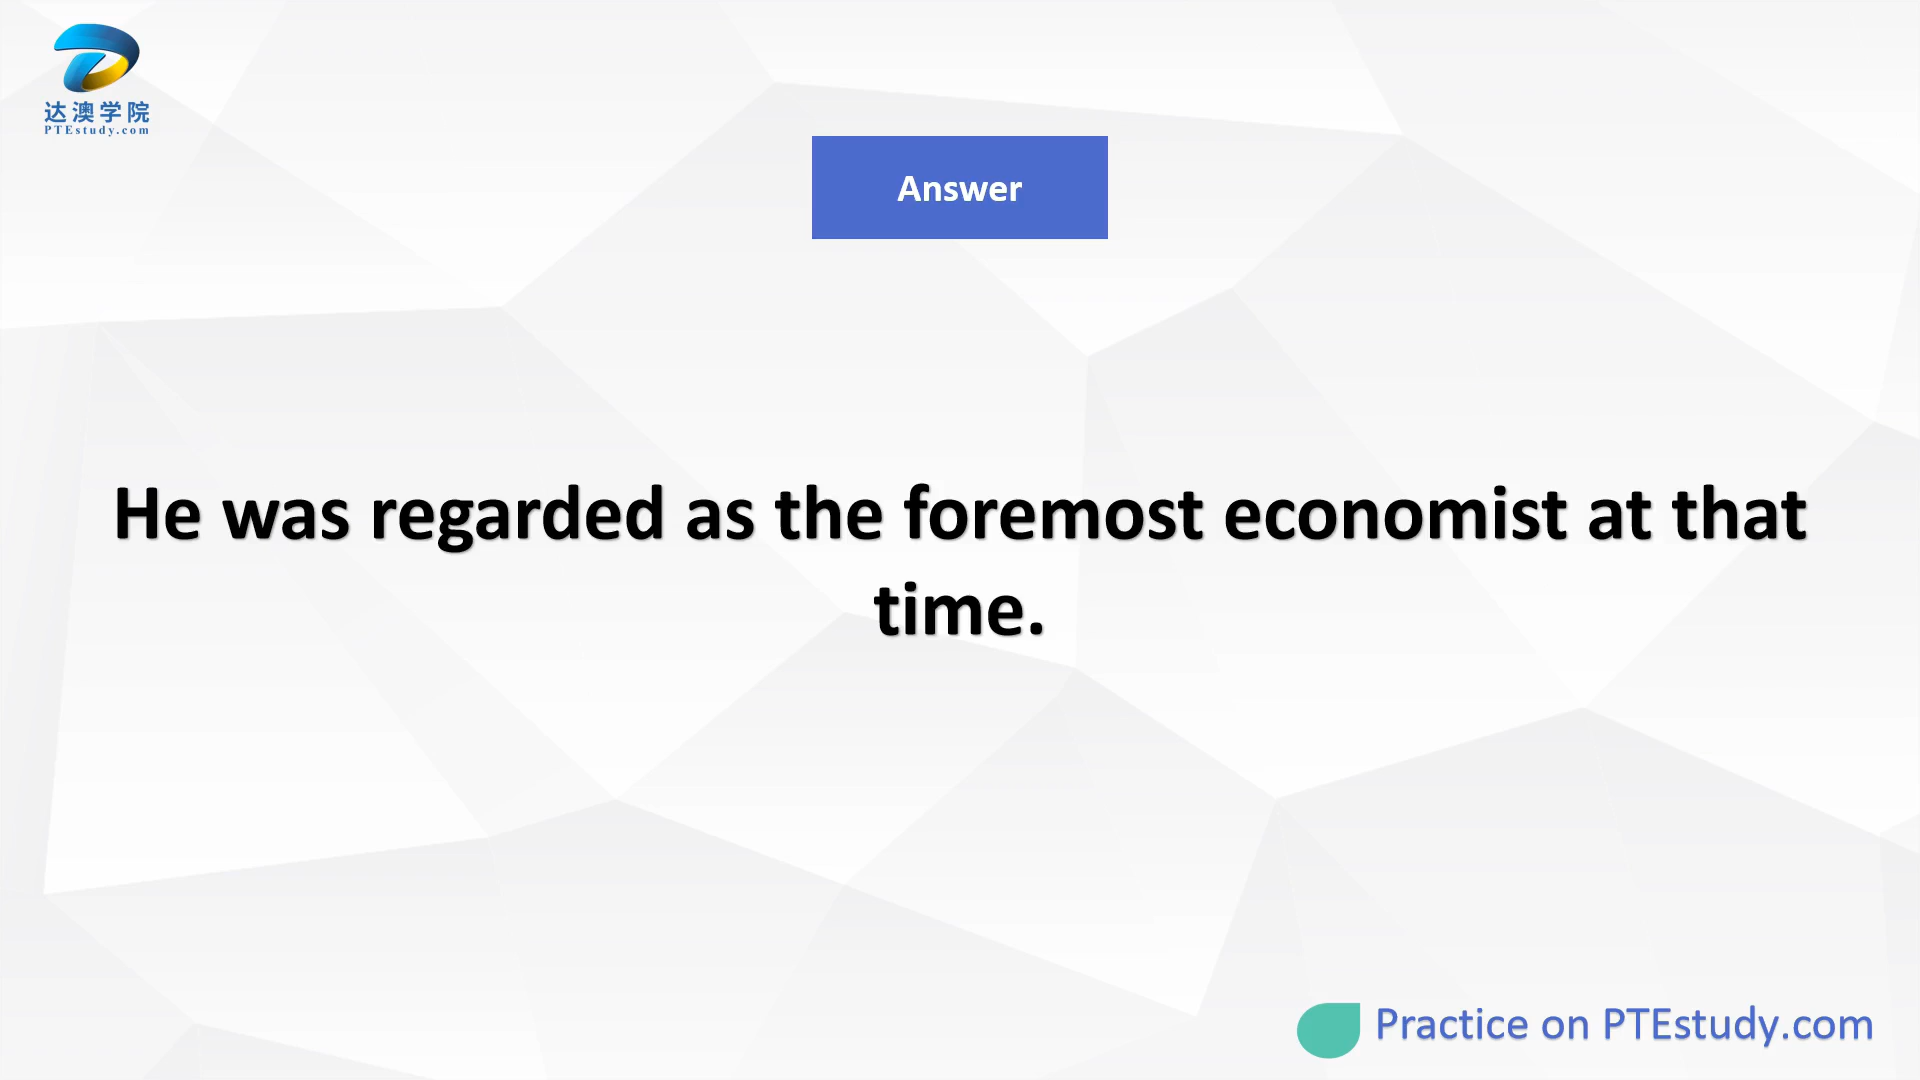 达澳学院
PTEstudy.com
Answer
He was regarded as the foremost economist at that
time.
Practice on PTEstudy.com